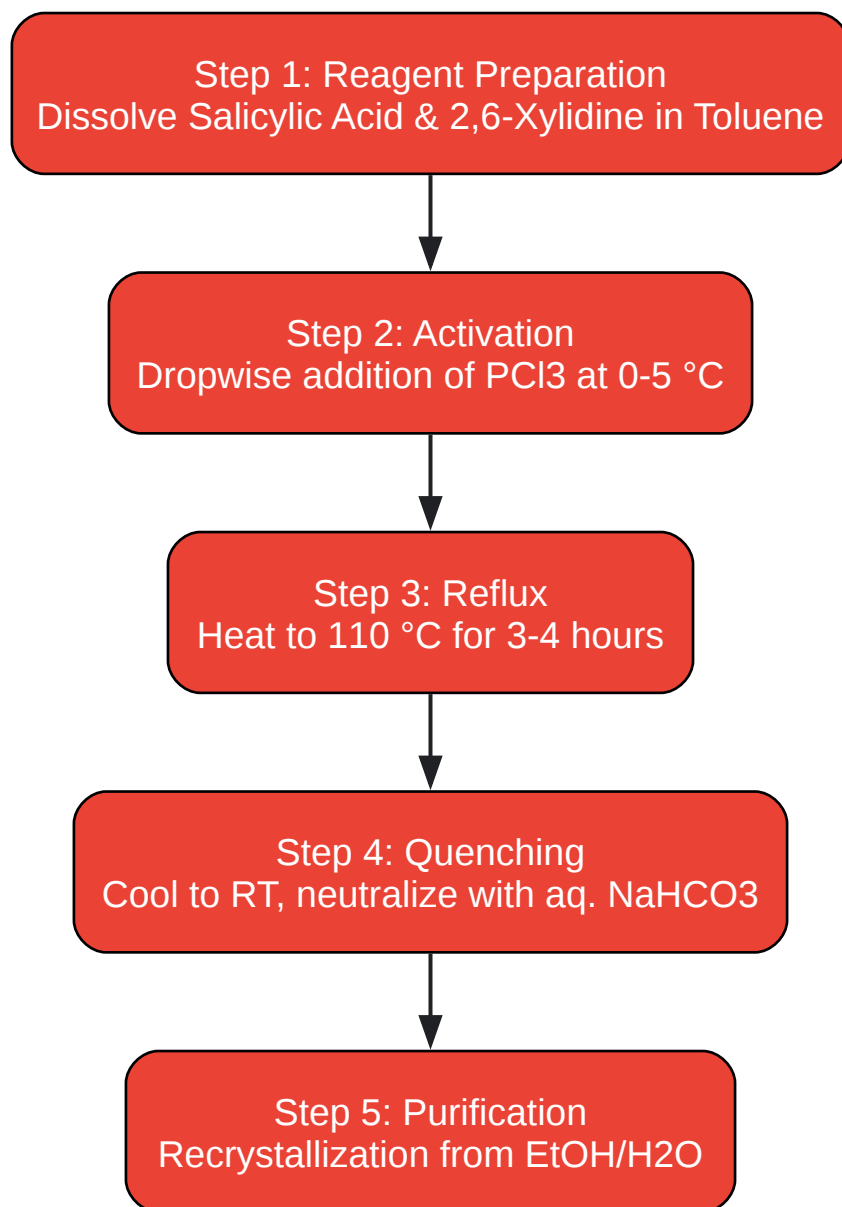 Step 1: Reagent Preparation
Dissolve Salicylic Acid & 2,6-Xylidine in Toluene
Step 2: Activation
Dropwise addition of PCl3 at 0-5 °C
Step 3: Reflux
Heat to 110 °C for 3-4 hours
Step 4: Quenching
Cool to RT, neutralize with aq. NaHCO3
Step 5: Purification
Recrystallization from EtOH/H2O